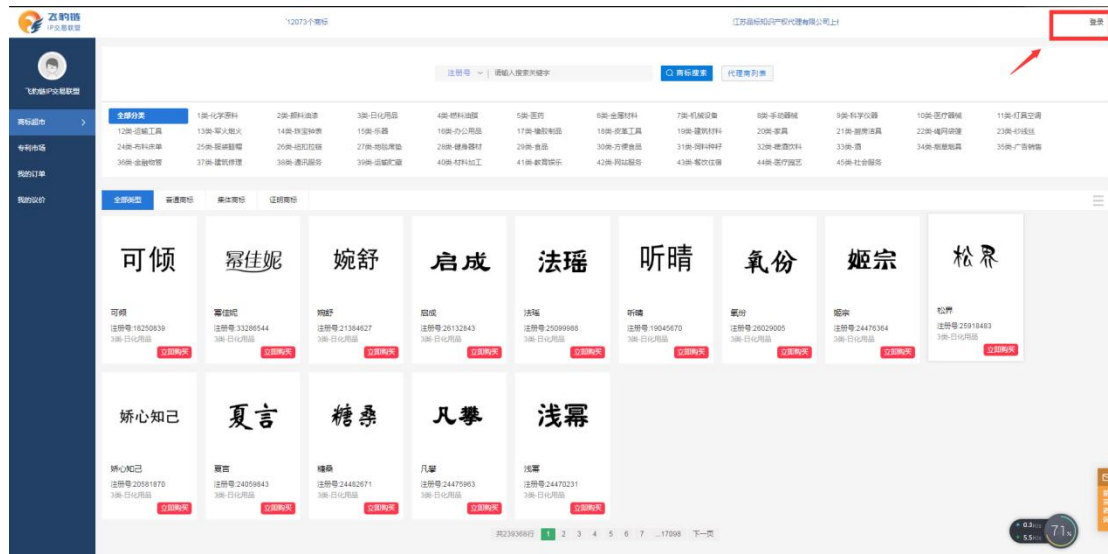 飞豹链
IP交易联盟
12073个商标
江苏品标知识产权代理有限公司上
登录
飞豹链IP交易联盟
商标超市
专利市场
我的订单
我的议价
注册号
请输入搜索关键字
商标搜索
代理商列表
全部分类 1类-化学原料 2类-颜料油漆 3类-日化用品 4类-燃料油脂 5类-医药 6类-金属材料 7类-机械设备 8类-手动器械 9类-科学仪器 10类-医疗器械 11类-灯具空调
12类-运输工具 13类-军火烟火 14类-珠宝钟表 15类-乐器 16类-办公用品 17类-橡胶制品 18类-皮革工具 19类-建筑材料 20类-家具 21类-厨房洁具 22类-绳网袋篷 23类-纱线丝
24类-布料床单 25类-服装鞋帽 26类-纽扣拉链 27类-地毯席垫 28类-健身器材 29类-食品 30类-方便食品 31类-饲料种籽 32类-啤酒饮料 33类-酒 34类-烟草烟具 35类-广告销售
36类-金融物管 37类-建筑修理 38类-通讯服务 39类-运输贮藏 40类-材料加工 41类-教育娱乐 42类-网站服务 43类-餐饮住宿 44类-医疗园艺 45类-社会服务
全部类型 普通商标 集体商标 证明商标
可倾 幂佳妮 婉舒 启成 法瑶 听晴 氧份 姬宗 松界
可倾 幂佳妮 婉舒 启成 法瑶 听晴 氧份 姬宗 松界
注册号:18250839 注册号:33286544 注册号:21384627 注册号:26132843 注册号:25099988 注册号:19045670 注册号:26029005 注册号:24476364 注册号:25918483
3类-日化用品 3类-日化用品 3类-日化用品 3类-日化用品 3类-日化用品 3类-日化用品 3类-日化用品 3类-日化用品 3类-日化用品
立即购买 立即购买 立即购买 立即购买 立即购买 立即购买 立即购买 立即购买 立即购买
娇心知己 夏言 糖桑 凡攀 浅幂
娇心知己 夏言 糖桑 凡攀 浅幂
注册号:20581870 注册号:24059843 注册号:24482671 注册号:24475963 注册号:24470231
3类-日化用品 3类-日化用品 3类-日化用品 3类-日化用品 3类-日化用品
立即购买 立即购买 立即购买 立即购买 立即购买
共239368行 1 2 3 4 5 6 7 ...17098 下一页
71%